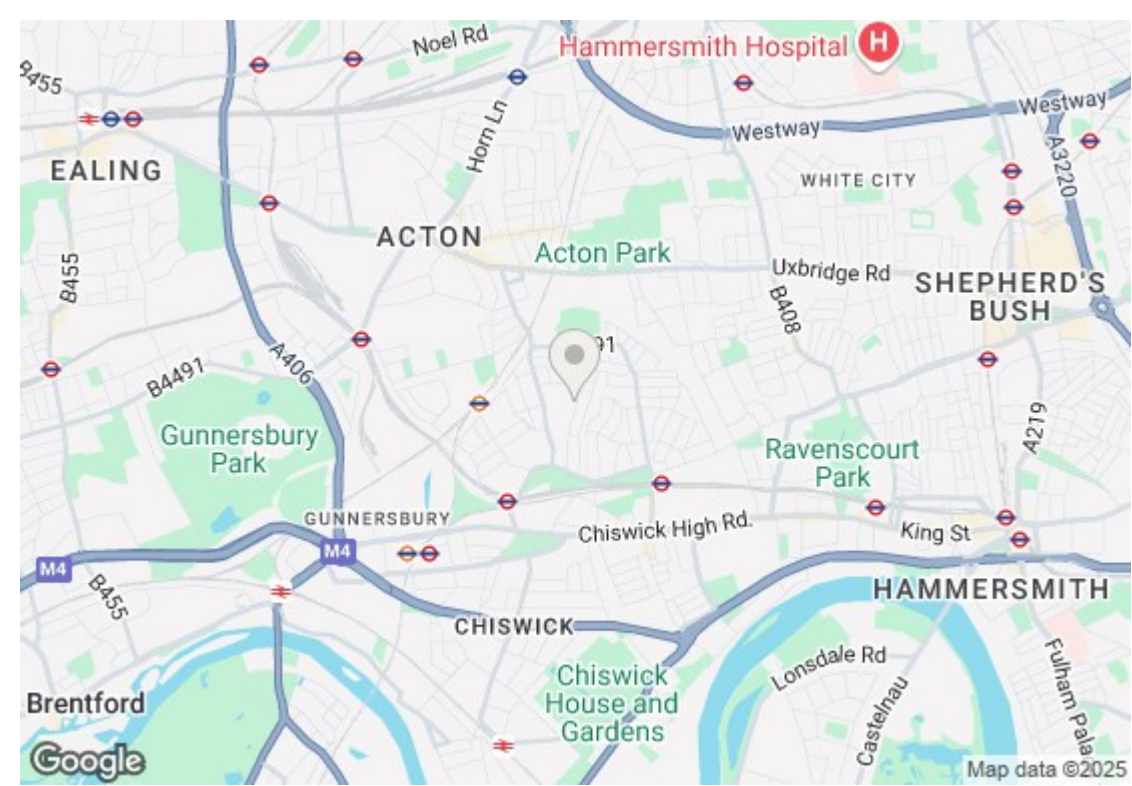 Noel Rd
Hammersmith Hospital
H
B455
Westway
Westway
Horn Ln
A3220
EALING
WHITE CITY
ACTON
Acton Park
Uxbridge Rd
B455
SHEPHERD'S
BUSH
B408
91
A406
B4491
A219
Gunnersbury
Park
Ravenscourt
Park
GUNNERSBURY
Chiswick High Rd.
King St
M4
M4
B455
HAMMERSMITH
CHISWICK
Lonsdale Rd
Chiswick
House and
Gardens
Castelnau
Fulham Pala
Brentford
Google
Map data ©2025